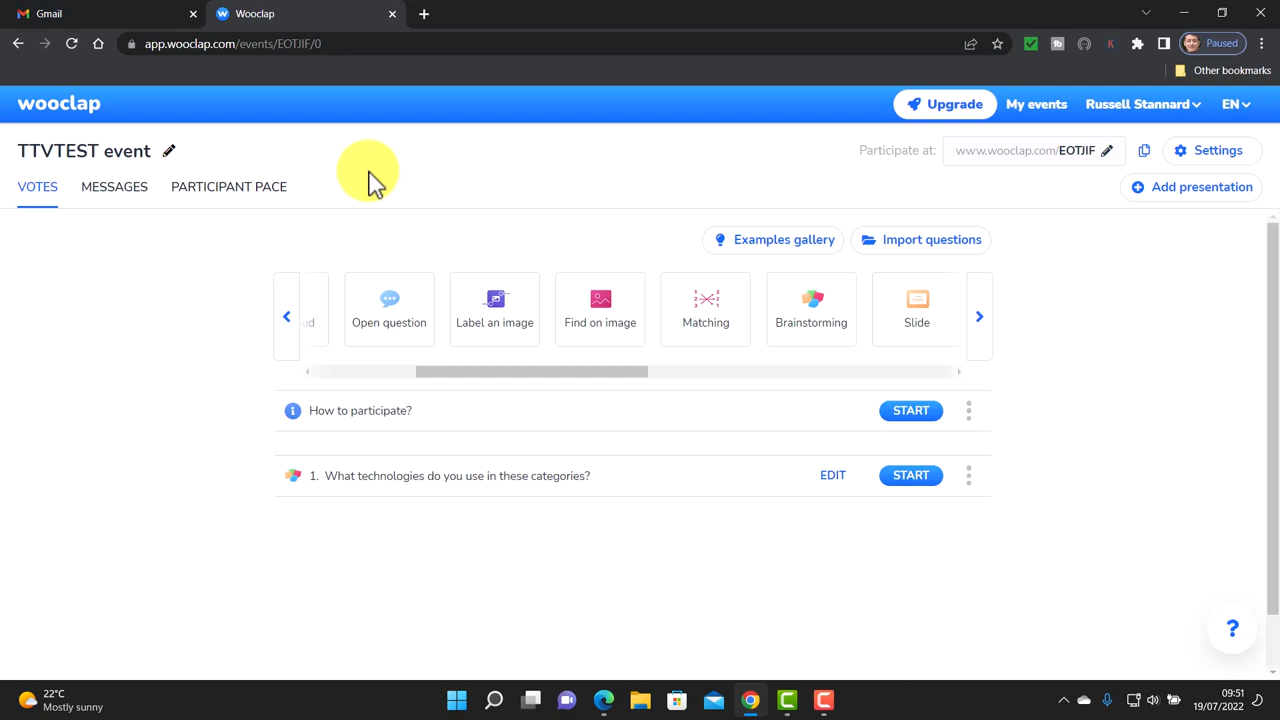 Gmail
Wooclap
app.wooclap.com/events/EOTJIF/0
Paused
Other bookmarks
wooclap
Upgrade
My events
Russell Stannard
EN
TTVTEST event
Participate at:
www.wooclap.com/EOTJIF
Settings
VOTES
MESSAGES
PARTICIPANT PACE
Add presentation
Examples gallery
Import questions
ud
Open question
Label an image
Find on image
Matching
Brainstorming
Slide
How to participate?
START
1. What technologies do you use in these categories?
EDIT
START
?
22°C
Mostly sunny
09:51
19/07/2022